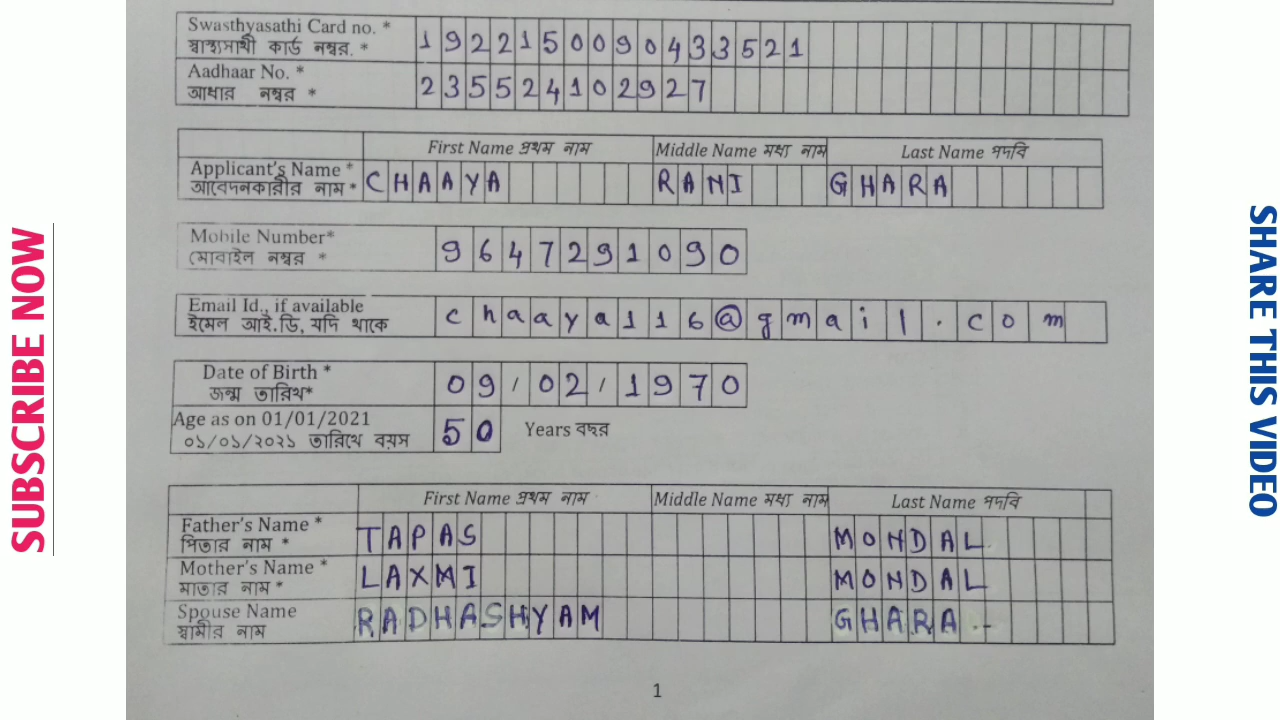 Swasthyasathi Card no. *
স্বাস্থ্যসাথী কার্ড নম্বর. *
19221500904 33521
Aadhaar No. *
আধার নম্বর *
235524102927
First Name প্রথম নাম Middle Name মধ্য নাম Last Name পদবি
Applicant's Name *
আবেদনকারীর নাম *
CHAAYA RANI GHARA
Mobile Number*
মোবাইল নম্বর *
9647291090
Email Id., if available
ইমেল আই.ডি, যদি থাকে
chaaya116@gmail.com
Date of Birth *
জন্ম তারিখ*
09/02/1970
Age as on 01/01/2021
০১/০১/২০২১ তারিখে বয়স
50 Years বছর
First Name প্রথম নাম Middle Name মধ্য নাম Last Name পদবি
Father's Name *
পিতার নাম *
TAPAS MONDAL
Mother's Name *
মাতার নাম *
LAXMI MONDAL
Spouse Name
স্বামীর নাম
RADHASHYAM GHARA
1
SUBSCRIBE NOW
SHARE THIS VIDEO